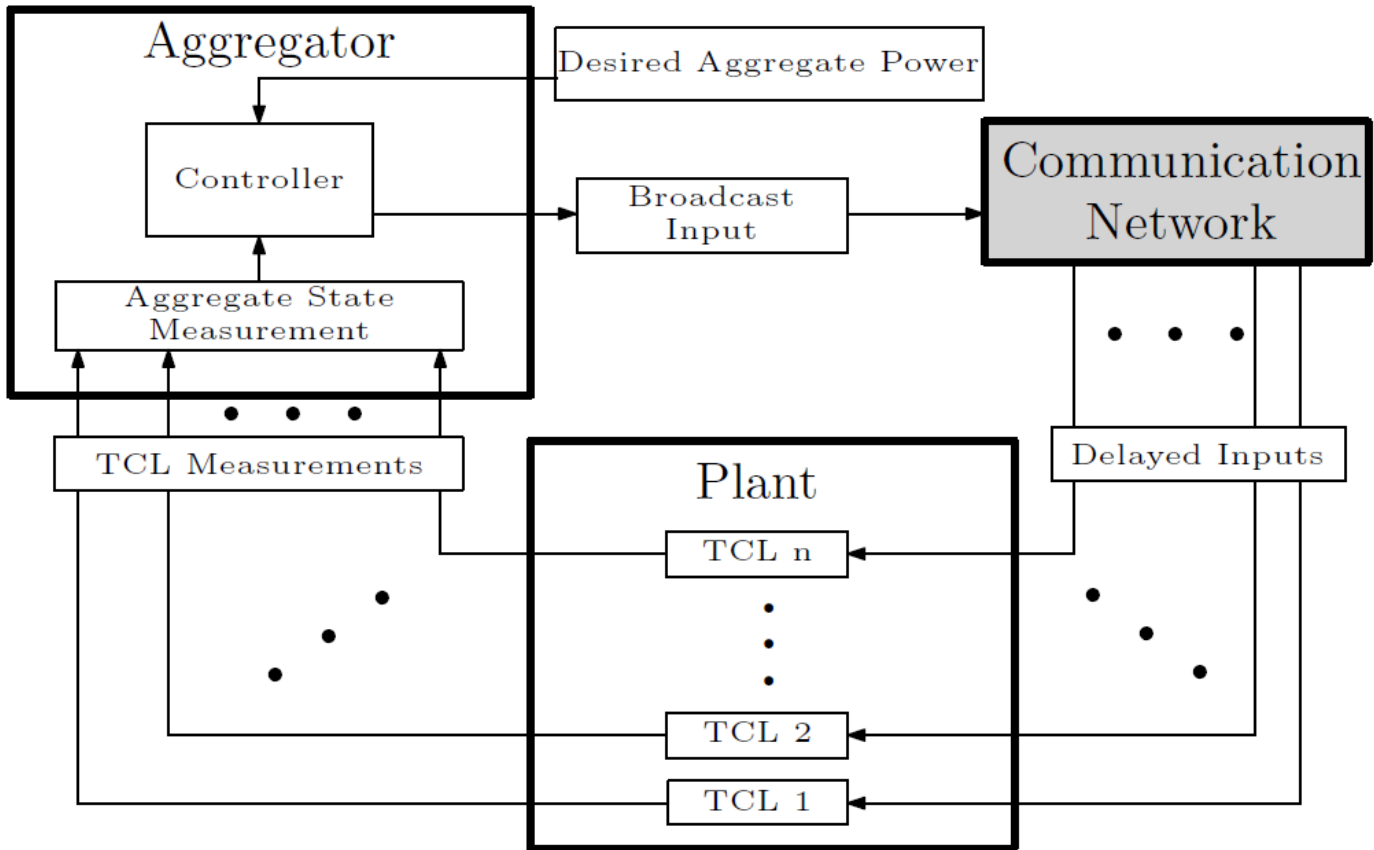 Aggregator
Desired Aggregate Power
Controller
Broadcast
Input
Communication
Network
Aggregate State
Measurement
TCL Measurements
Delayed Inputs
Plant
TCL n
TCL 2
TCL 1